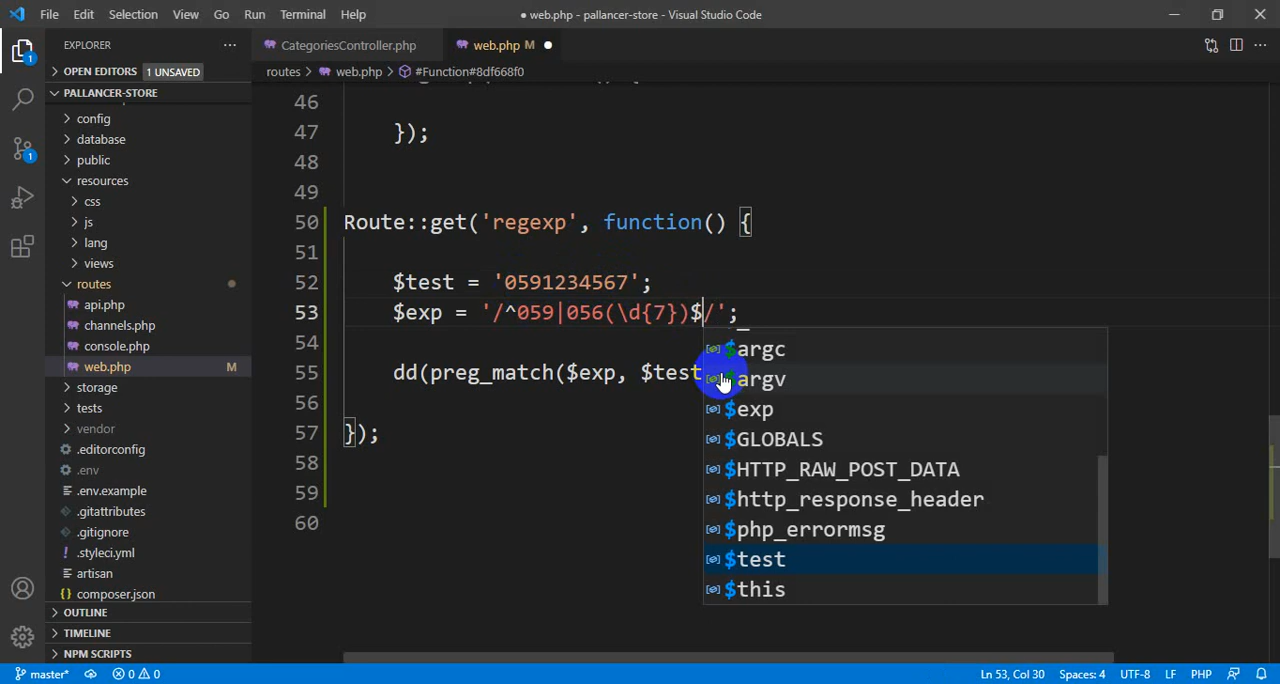 File Edit Selection View Go Run Terminal Help
● web.php - pallancer-store - Visual Studio Code
EXPLORER
CategoriesController.php
web.php M
OPEN EDITORS 1 UNSAVED
routes > web.php > #Function#8df668f0
PALLANCER-STORE
config
database
public
resources
css
js
lang
views
routes
api.php
channels.php
console.php
web.php M
storage
tests
vendor
.editorconfig
.env
.env.example
.gitattributes
.gitignore
.styleci.yml
artisan
composer.json
OUTLINE
TIMELINE
NPM SCRIPTS
46
47 });
48
49
50 Route::get('regexp', function() {
51
52 $test = '0591234567';
53 $exp = '/^059|056(\d{7})$/';
54
55 dd(preg_match($exp, $test
56
57 });
58
59
60
$argc
$argv
$exp
$GLOBALS
$HTTP_RAW_POST_DATA
$http_response_header
$php_errormsg
$test
$this
1
1
master* 0 0 Ln 53, Col 30 Spaces: 4 UTF-8 LF PHP